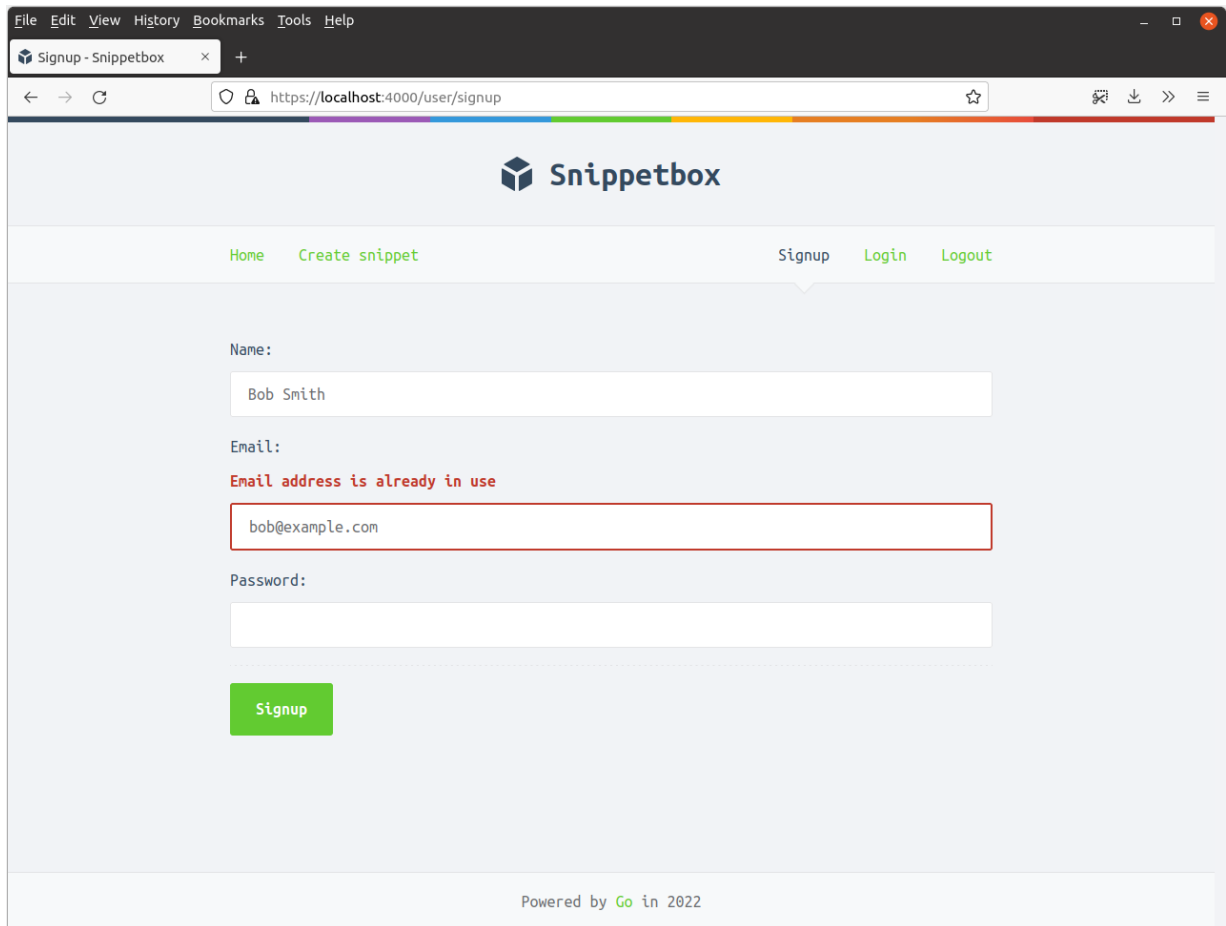 File Edit View History Bookmarks Tools Help
Signup - Snippetbox
https://localhost:4000/user/signup
Snippetbox
Home Create snippet Signup Login Logout
Name:
Bob Smith
Email:
Email address is already in use
bob@example.com
Password:
Signup
Powered by Go in 2022